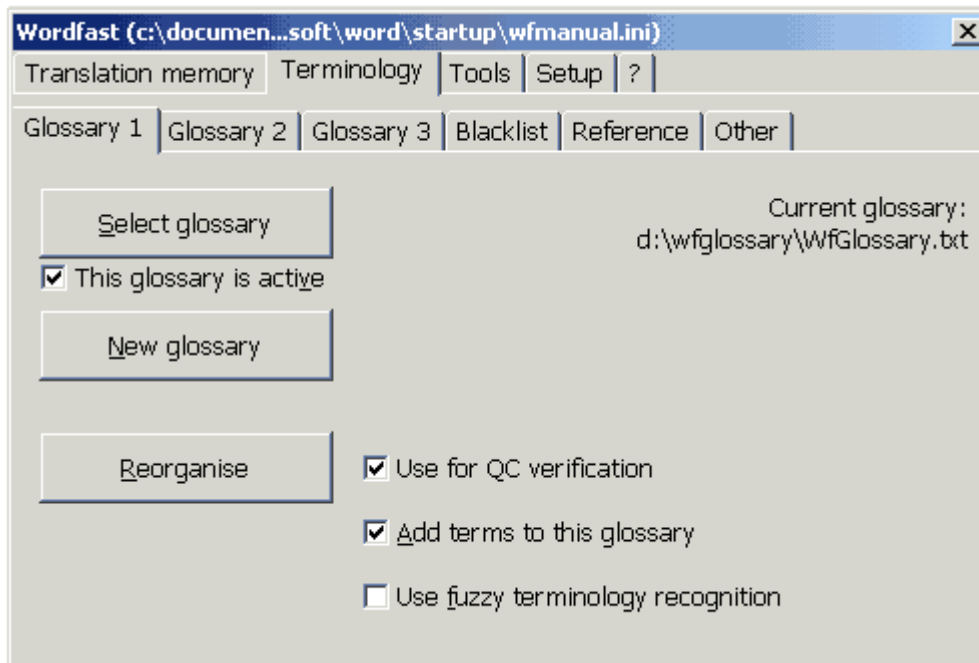 Wordfast (c:\documen...soft\word\startup\wfmanual.ini)
Translation memory Terminology Tools Setup ?
Glossary 1 Glossary 2 Glossary 3 Blacklist Reference Other
Select glossary
Current glossary:
d:\wfglossary\WfGlossary.txt
This glossary is active
New glossary
Reorganise
Use for QC verification
Add terms to this glossary
Use fuzzy terminology recognition